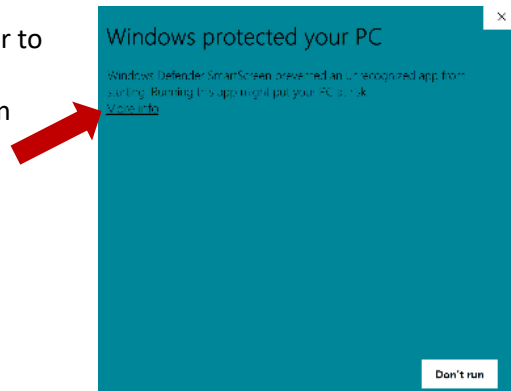 r to
n
Windows protected your PC
Windows Defender SmartScreen prevented an unrecognized app from
starting. Running this app might put your PC at risk.
More info
Don't run